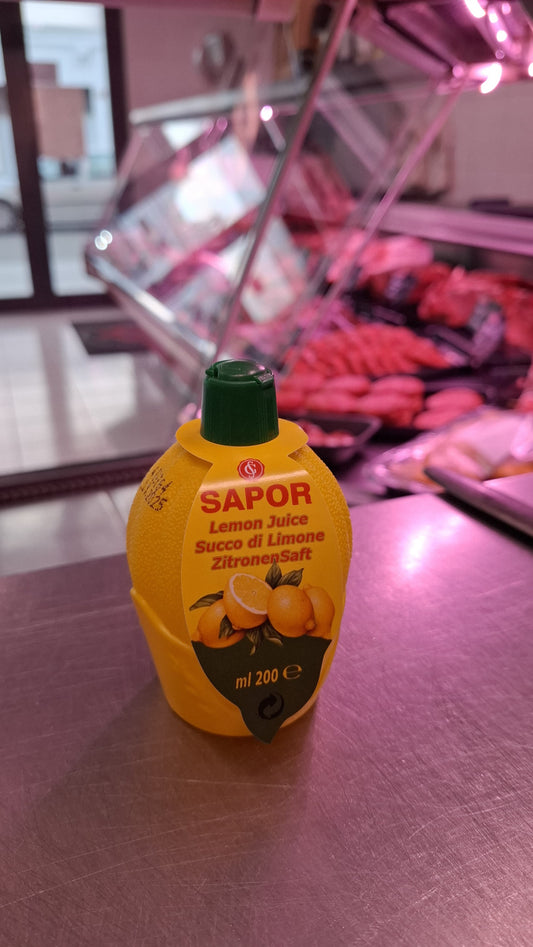 SAPOR
Lemon Juice
Succo di Limone
ZitronenSaft
ml 200 ℮